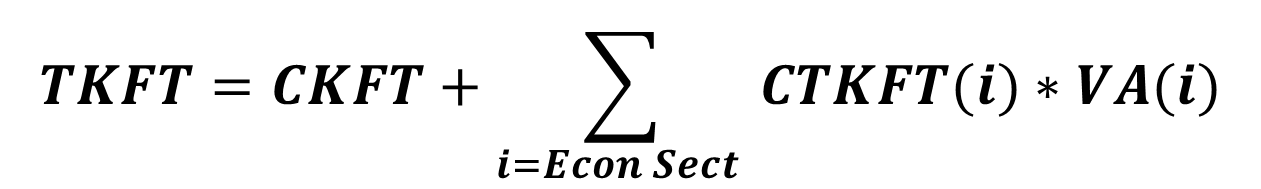 TKFT = CKFT + ∑ CTKFT(i) * VA(i)
i=Econ Sect